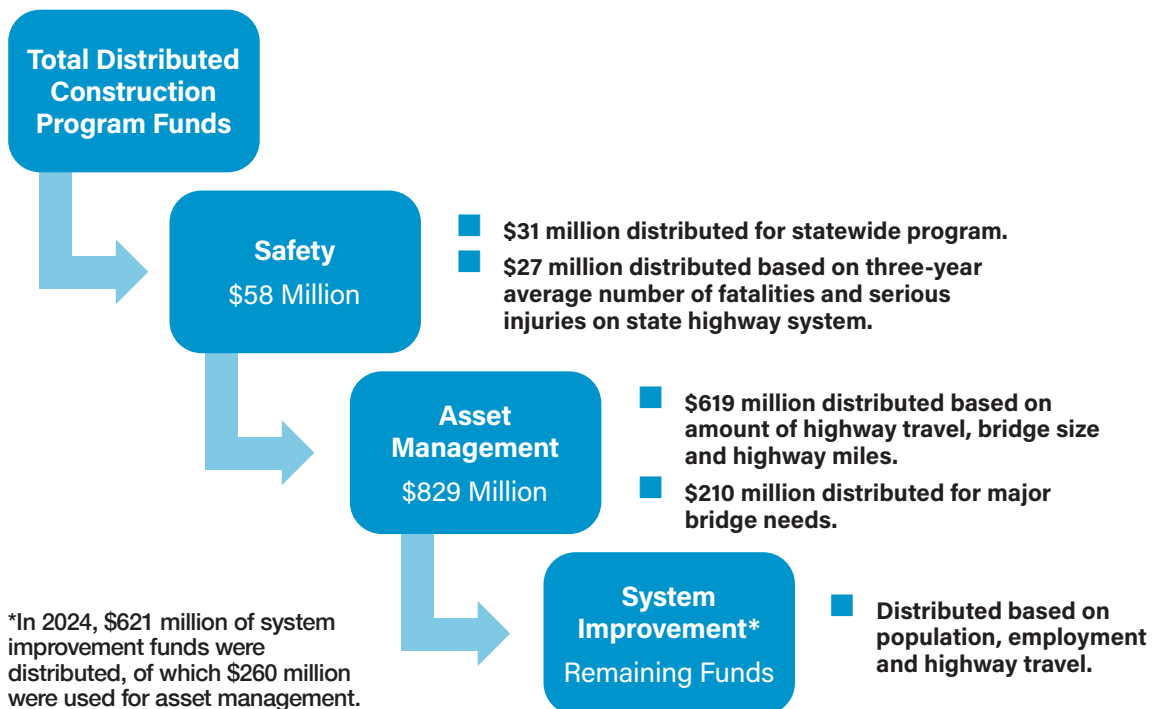 Total Distributed
Construction
Program Funds
Safety
$58 Million
$31 million distributed for statewide program.
$27 million distributed based on three-year
average number of fatalities and serious
injuries on state highway system.
Asset
Management
$829 Million
$619 million distributed based on
amount of highway travel, bridge size
and highway miles.
$210 million distributed for major
bridge needs.
System
Improvement*
Remaining Funds
Distributed based on
population, employment
and highway travel.
*In 2024, $621 million of system
improvement funds were
distributed, of which $260 million
were used for asset management.